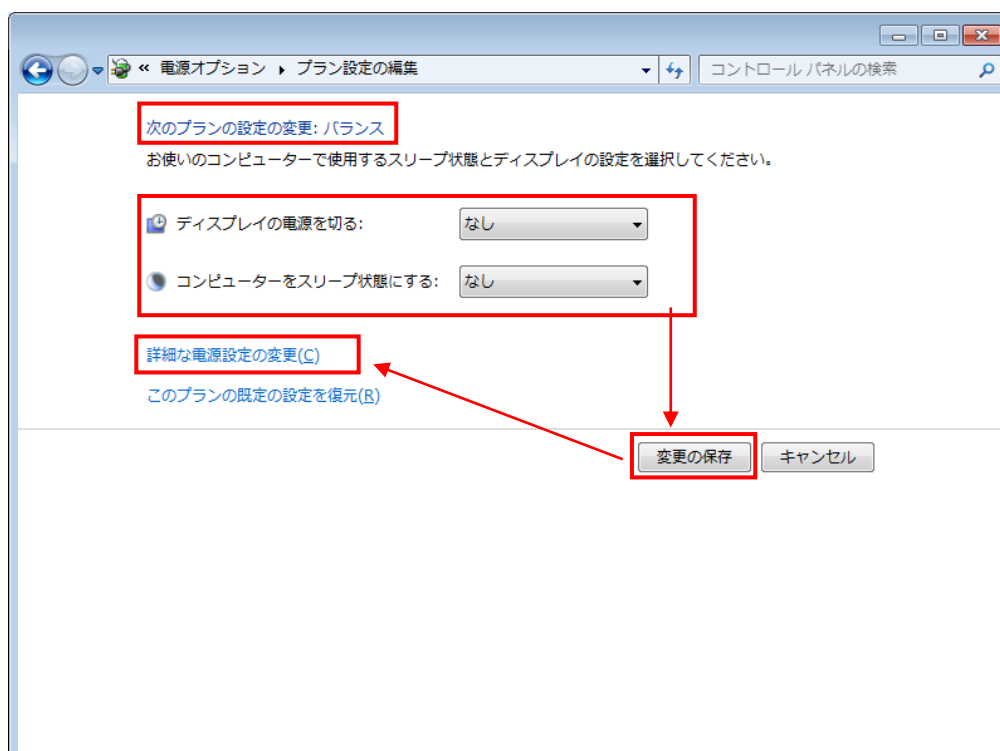 « 電源オプション ▸ プラン設定の編集
コントロール パネルの検索
次のプランの設定の変更: バランス
お使いのコンピューターで使用するスリープ状態とディスプレイの設定を選択してください。
ディスプレイの電源を切る: なし
コンピューターをスリープ状態にする: なし
詳細な電源設定の変更(C)
このプランの既定の設定を復元(R)
変更の保存 キャンセル